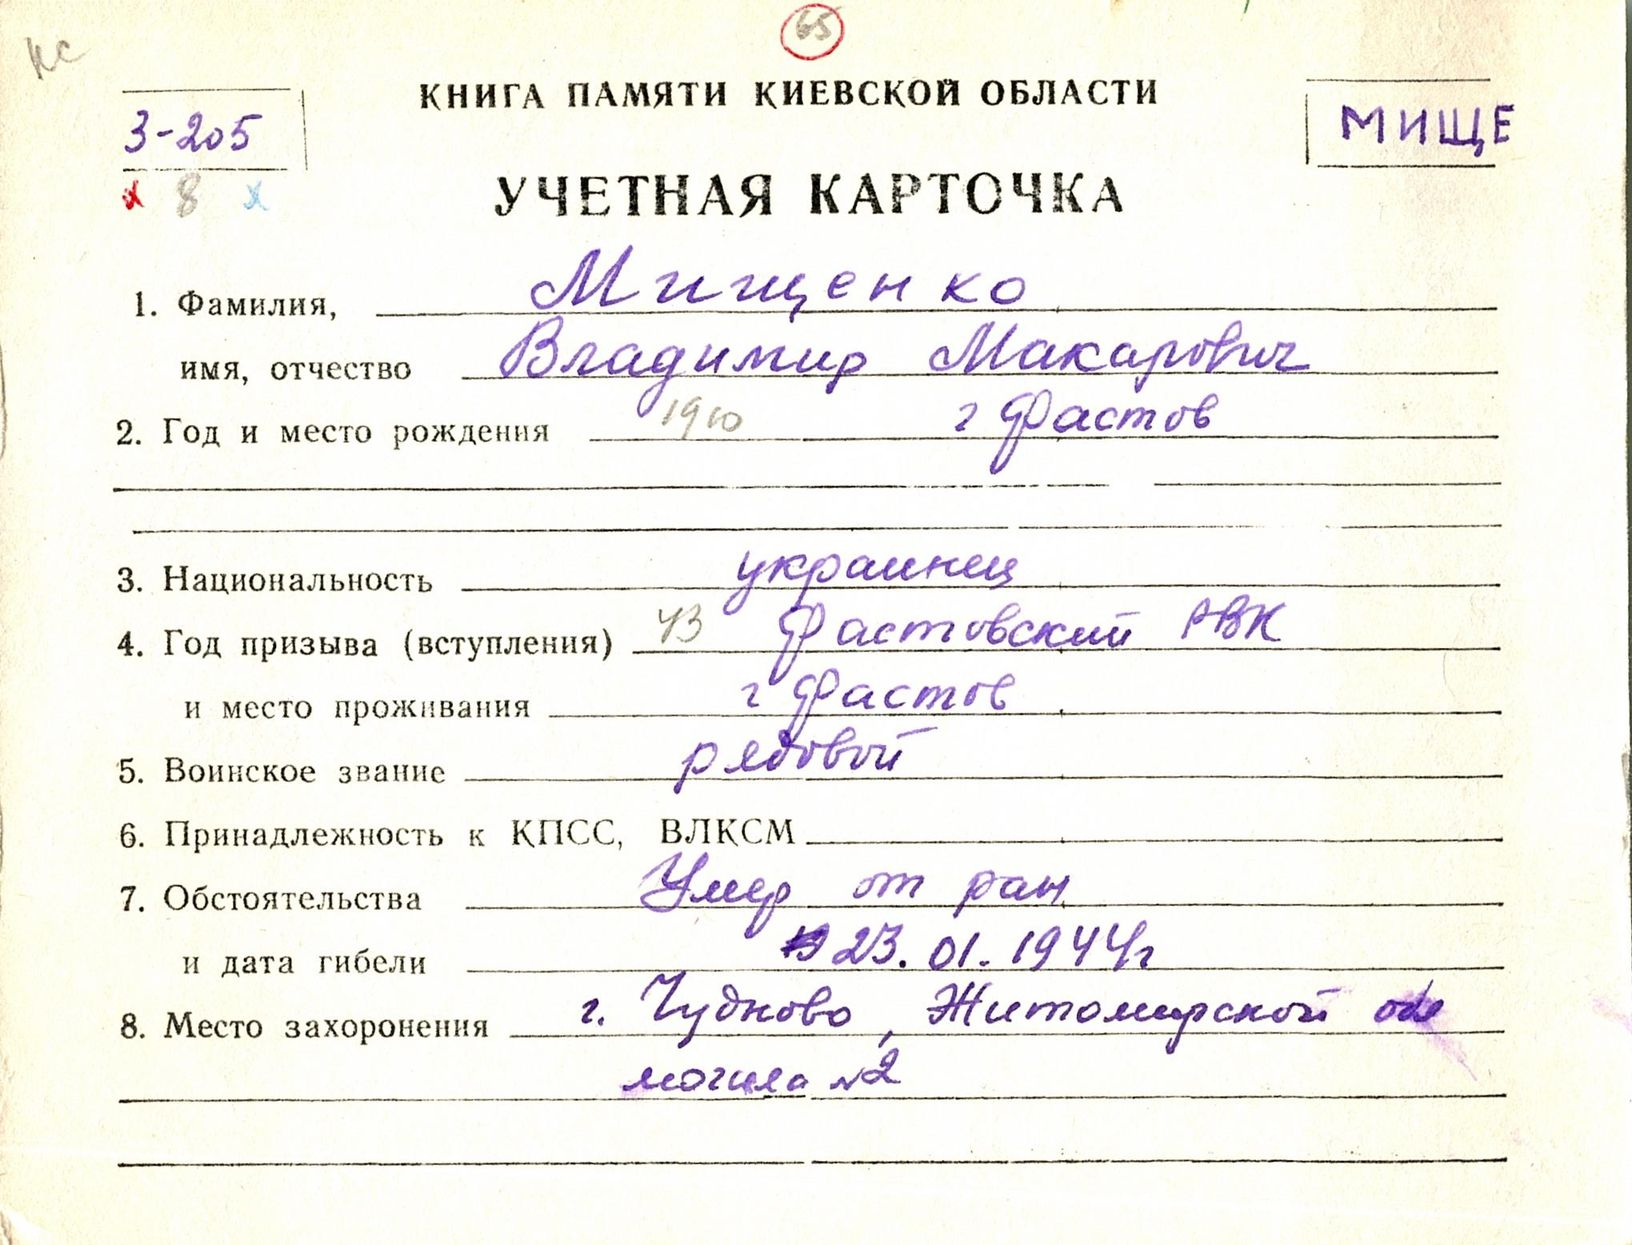 нс
65
КНИГА ПАМЯТИ КИЕВСКОЙ ОБЛАСТИ
3-205
МИЩЕ
х 8 х
УЧЕТНАЯ КАРТОЧКА
1. Фамилия, Мищенко
имя, отчество Владимир Макарович
2. Год и место рождения 1910 г Фастов
3. Национальность украинец
4. Год призыва (вступления) 43 Фастовский РВК
и место проживания г Фастов
5. Воинское звание рядовой
6. Принадлежность к КПСС, ВЛКСМ
7. Обстоятельства Умер от ран
и дата гибели 23.01.1944г
8. Место захоронения г. Чудново, Житомирской обл
могила №2